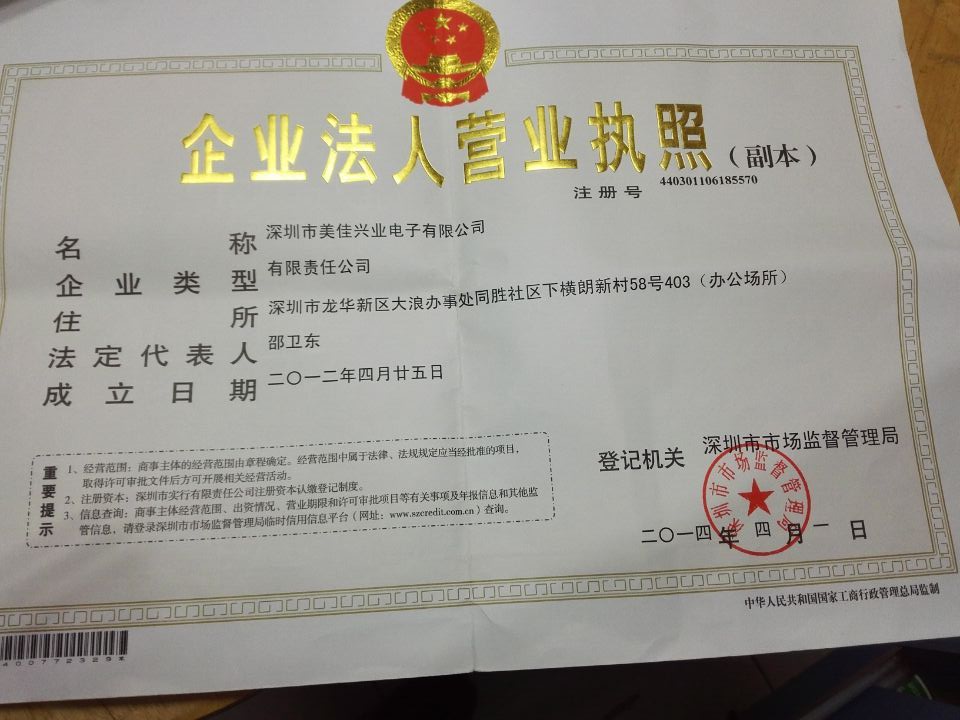 企业法人营业执照（副本）
注册号 440301106185570
名称 深圳市美佳兴业电子有限公司
企业类型 有限责任公司
住所 深圳市龙华新区大浪办事处同胜社区下横朗新村58号403（办公场所）
法定代表人 邵卫东
成立日期 二〇一二年四月廿五日
重要提示
1、经营范围：商事主体的经营范围由章程确定。经营范围中属于法律、法规规定应当经批准的项目，
取得许可审批文件后方可开展相关经营活动。
2、注册资本：深圳市实行有限责任公司注册资本认缴登记制度。
3、信息查询：商事主体经营范围、出资情况、营业期限和许可审批项目等有关事项及年报信息和其他监
管信息，请登录深圳市市场监督管理局临时信用信息平台（网址：www.szcredit.com.cn）查询。
登记机关 深圳市市场监督管理局
深圳市市场监督管理局
二〇一四年四月一日
中华人民共和国国家工商行政管理总局监制